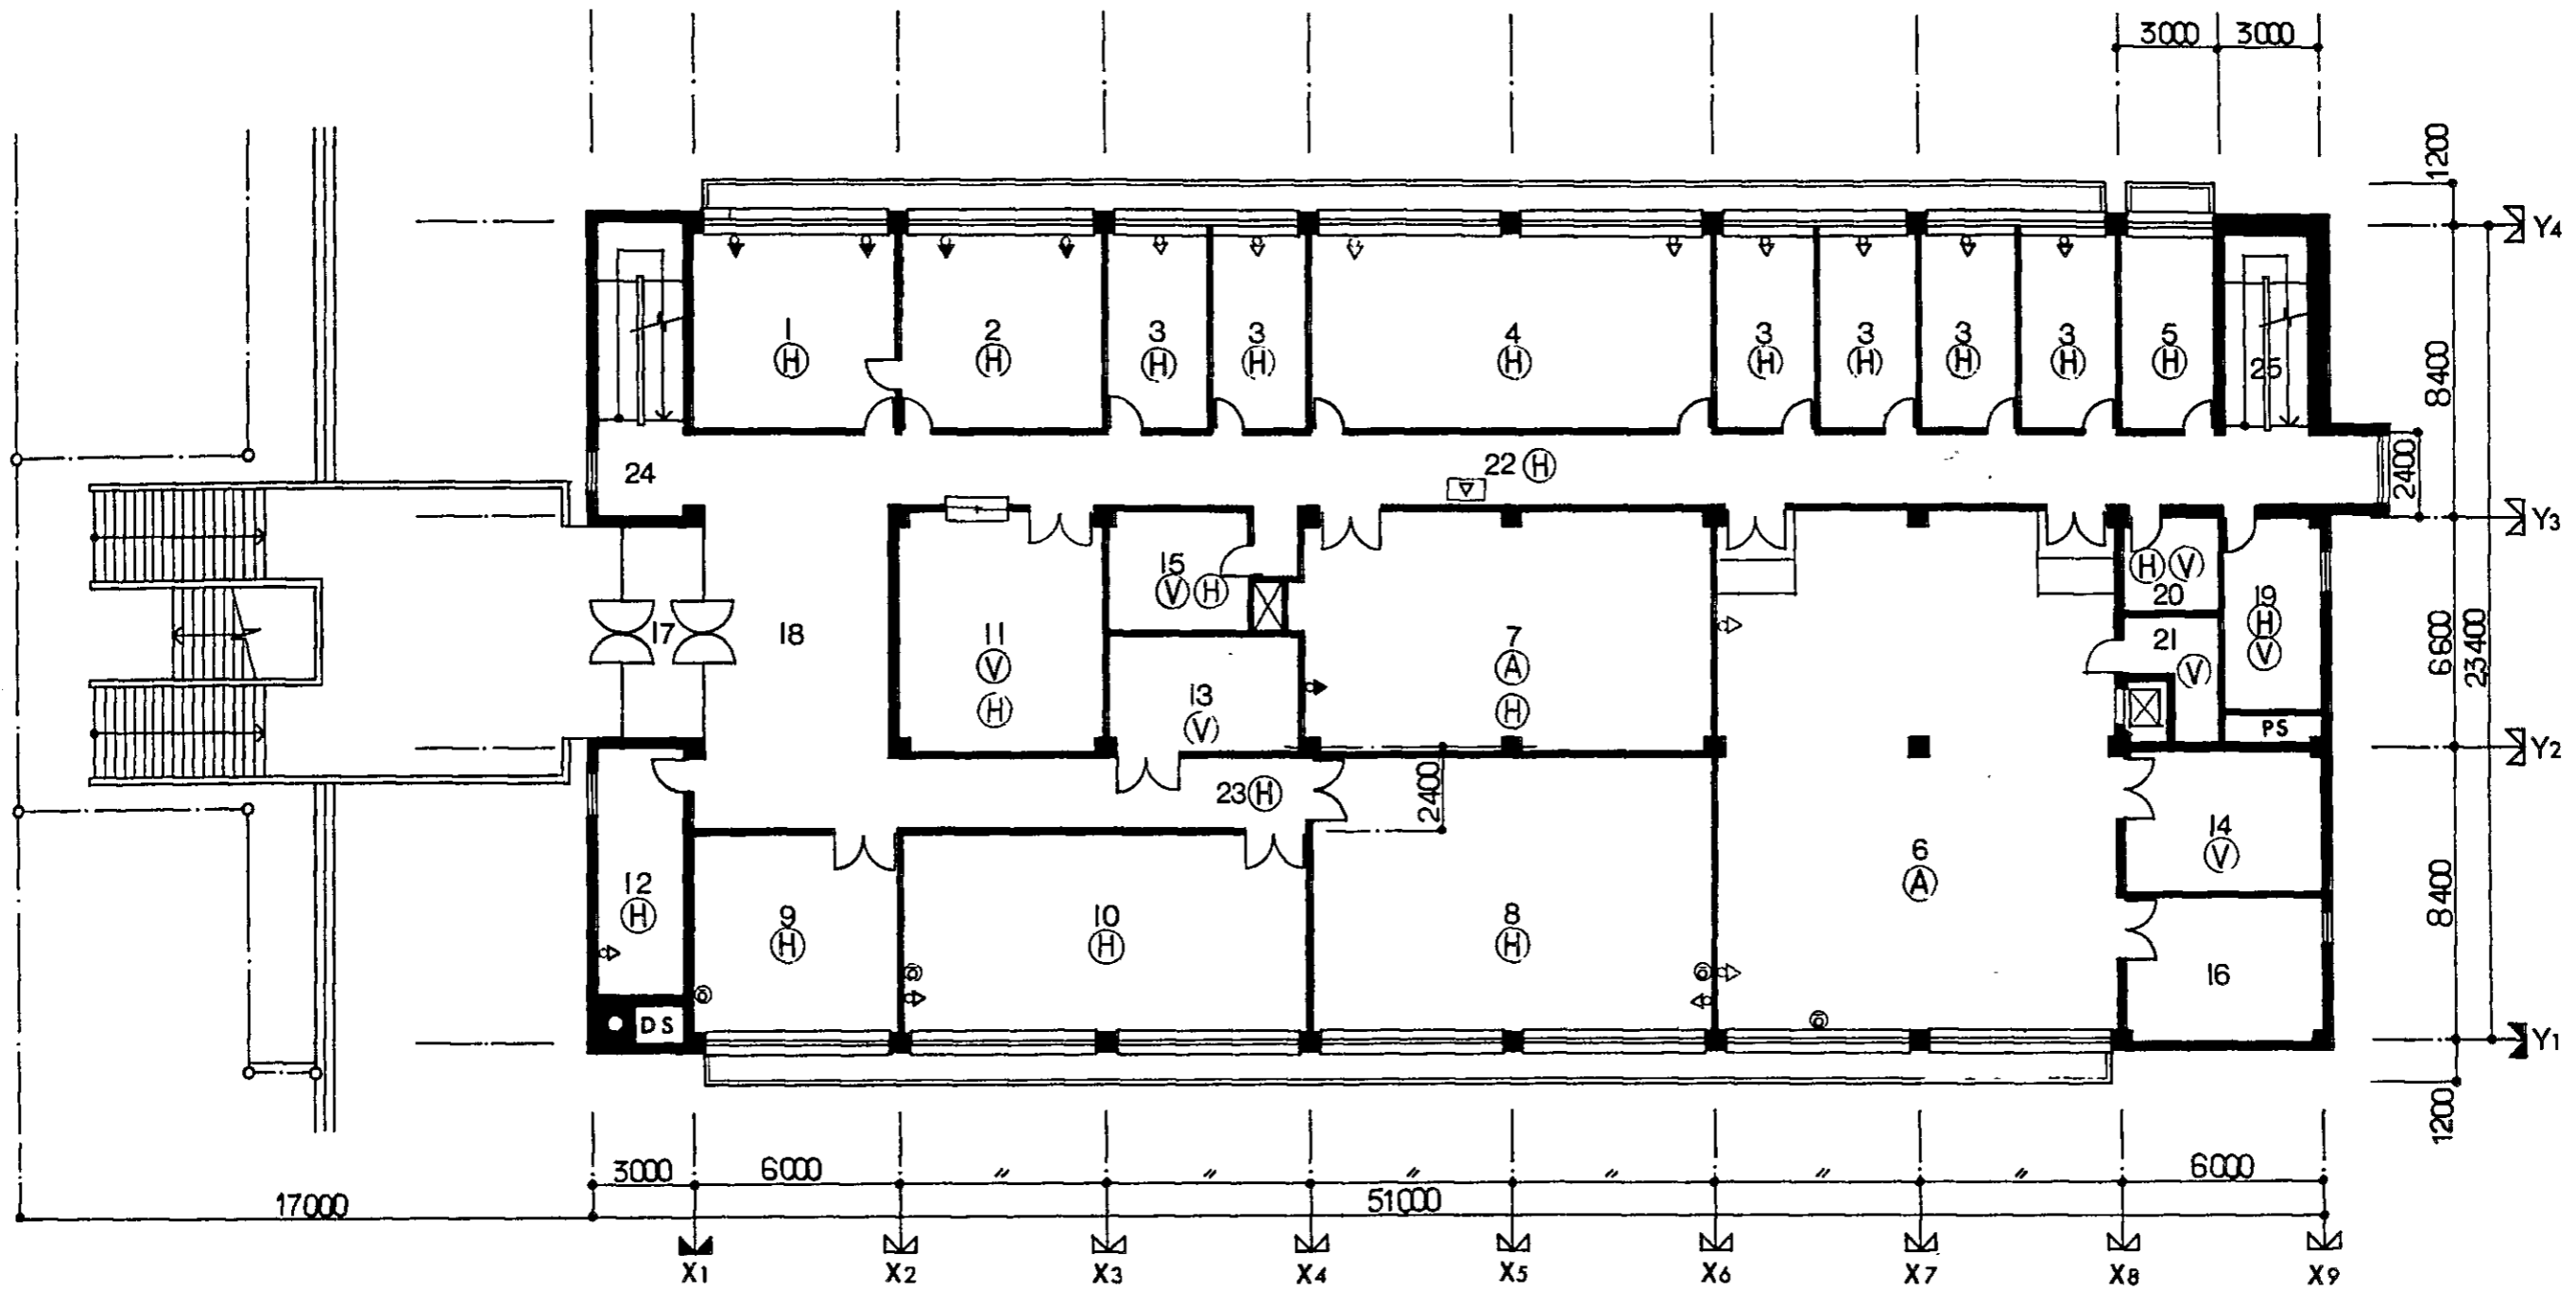 3000 3000
1200
Y4
1 2 3 3 4 3 3 3 3 5
H H H H H H H H H H
25
8400
24
22 H
2400
Y3
15
V H
H V
20
19
H
V
17 18
11
V
H
7
A
H
21
V
6600
23400
13
V
PS
Y2
23 H
2400
14
V
6
A
12
H
9
H
10
H
8
H
16
8400
DS
Y1
1200
3000 6000 〃 〃 〃 〃 〃 〃 6000
17000 51000
X1 X2 X3 X4 X5 X6 X7 X8 X9